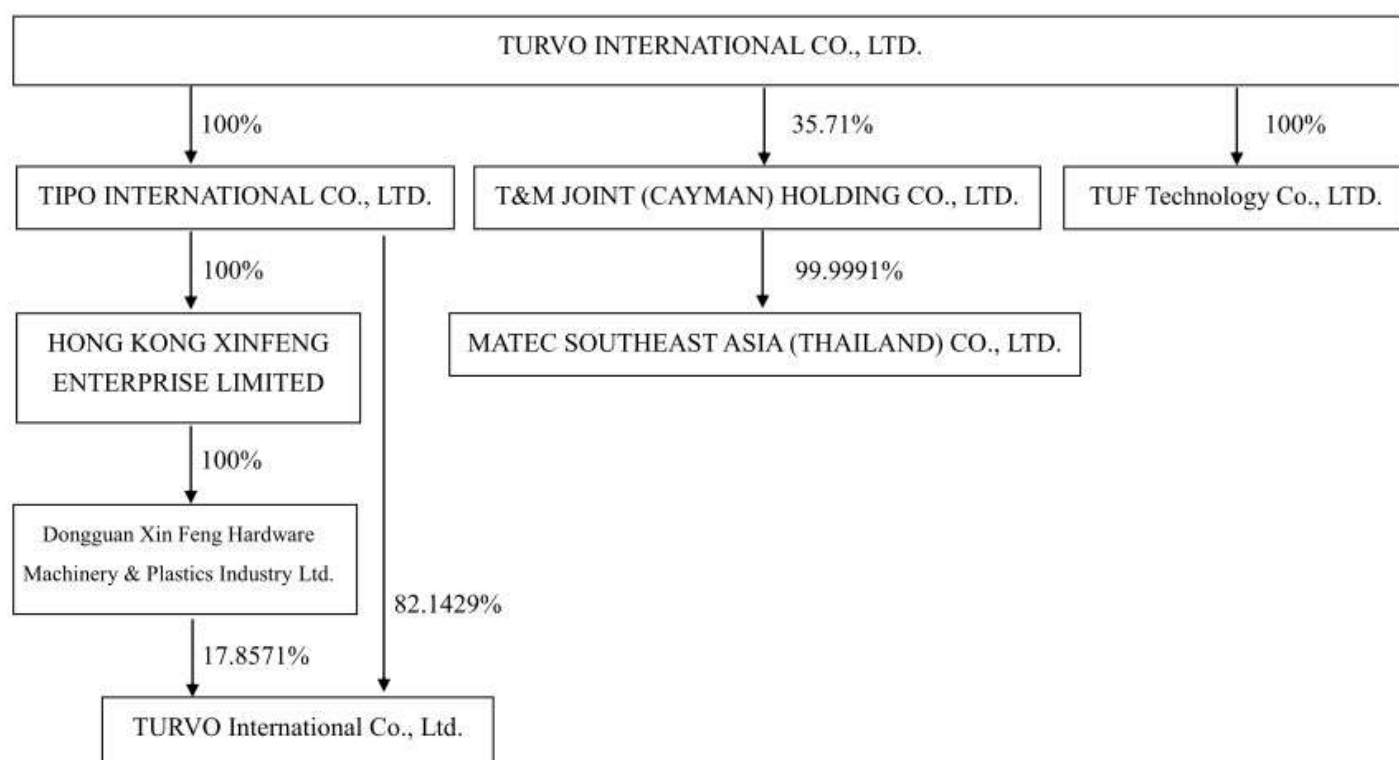 TURVO INTERNATIONAL CO., LTD.
100%
35.71%
100%
TIPO INTERNATIONAL CO., LTD.
T&M JOINT (CAYMAN) HOLDING CO., LTD.
TUF Technology Co., LTD.
100%
99.9991%
HONG KONG XINFENG
ENTERPRISE LIMITED
MATEC SOUTHEAST ASIA (THAILAND) CO., LTD.
100%
Dongguan Xin Feng Hardware
Machinery & Plastics Industry Ltd.
82.1429%
17.8571%
TURVO International Co., Ltd.